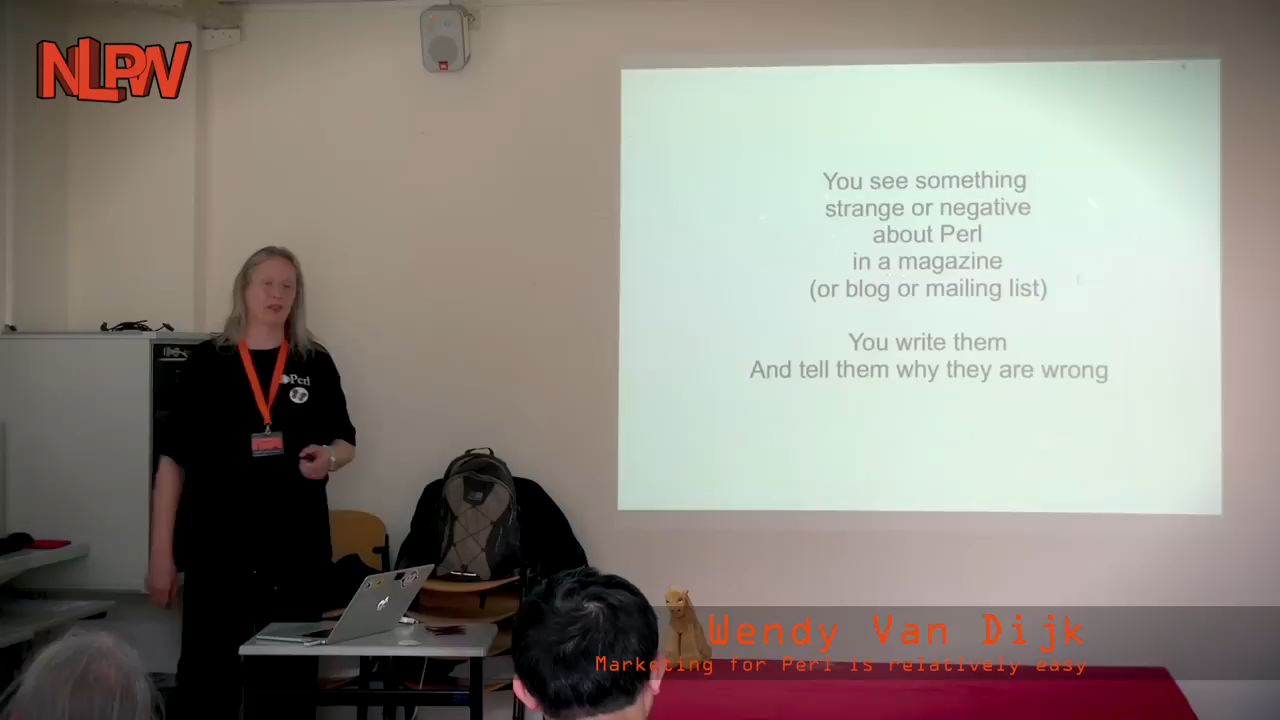 NLPW
You see something
strange or negative
about Perl
in a magazine
(or blog or mailing list)
You write them
And tell them why they are wrong
Perl
Wendy Van Dijk
Marketing for Perl is relatively easy